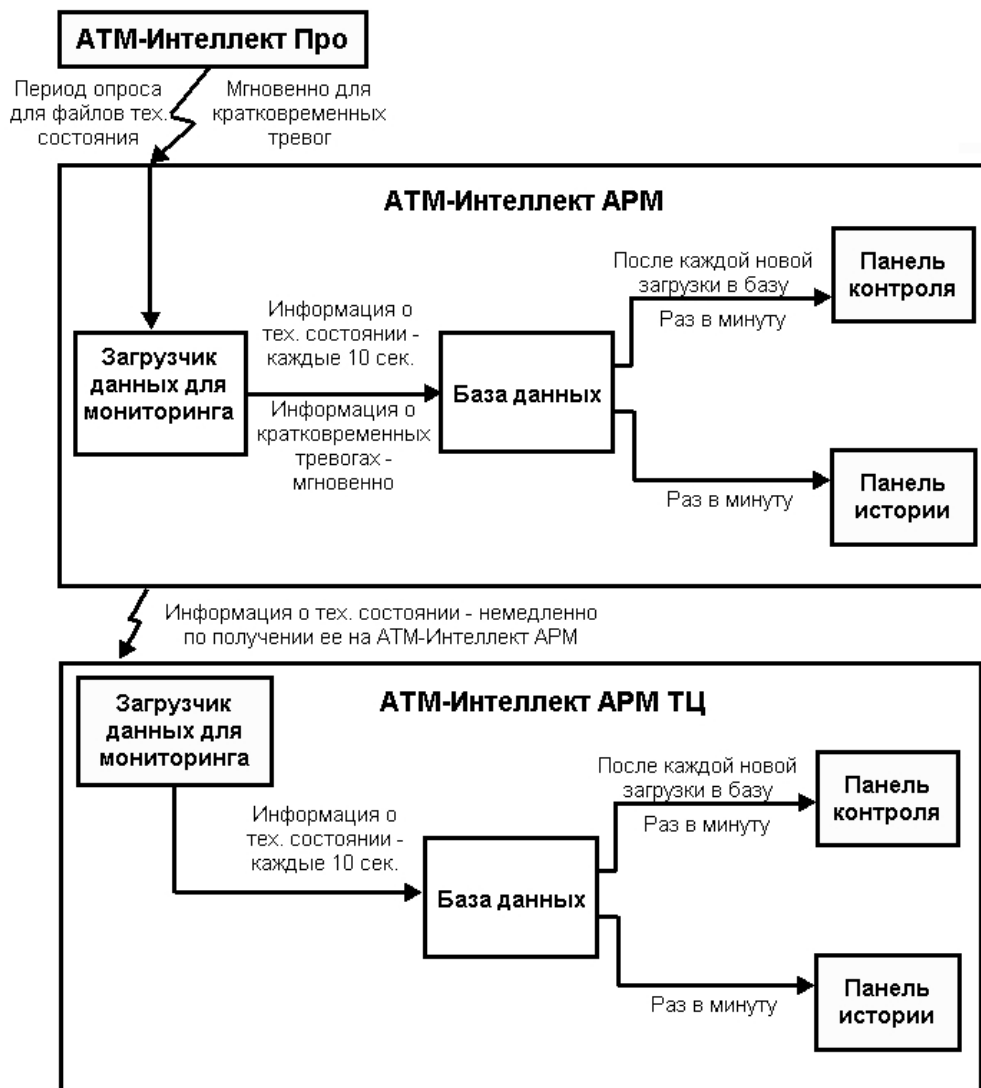 АТМ-Интеллект Про
Период опроса
для файлов тех.
состояния
Мгновенно для
кратковременных
тревог
АТМ-Интеллект АРМ
Загрузчик
данных для
мониторинга
Информация о
тех. состоянии -
каждые 10 сек.
Информация о
кратковременных
тревогах -
мгновенно
База данных
После каждой новой
загрузки в базу
Раз в минуту
Панель
контроля
Раз в минуту
Панель
истории
Информация о тех. состоянии - немедленно
по получении ее на АТМ-Интеллект АРМ
АТМ-Интеллект АРМ ТЦ
Загрузчик
данных для
мониторинга
Информация о
тех. состоянии -
каждые 10 сек.
База данных
После каждой новой
загрузки в базу
Раз в минуту
Панель
контроля
Раз в минуту
Панель
истории